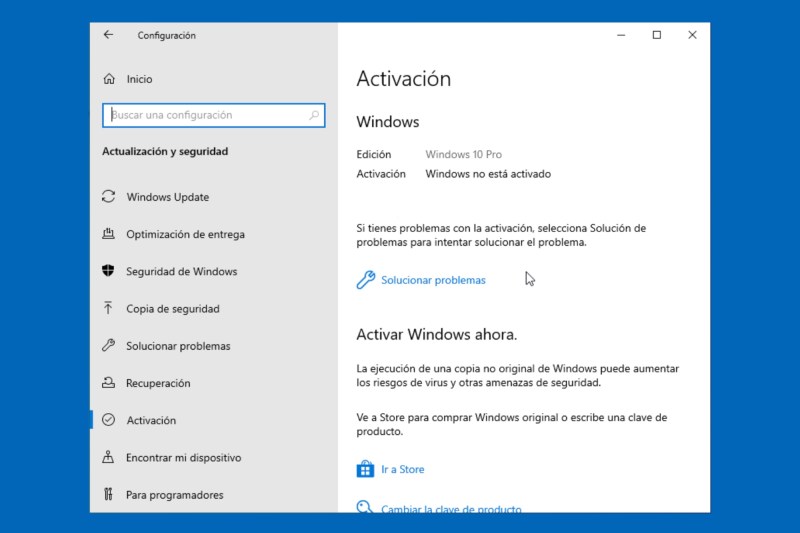 Configuración
Inicio
Buscar una configuración
Actualización y seguridad
Windows Update
Optimización de entrega
Seguridad de Windows
Copia de seguridad
Solucionar problemas
Recuperación
Activación
Encontrar mi dispositivo
Para programadores
Activación
Windows
Edición Windows 10 Pro
Activación Windows no está activado
Si tienes problemas con la activación, selecciona Solución de
problemas para intentar solucionar el problema.
Solucionar problemas
Activar Windows ahora.
La ejecución de una copia no original de Windows puede aumentar
los riesgos de virus y otras amenazas de seguridad.
Ve a Store para comprar Windows original o escribe una clave de
producto.
Ir a Store
Cambiar la clave de producto